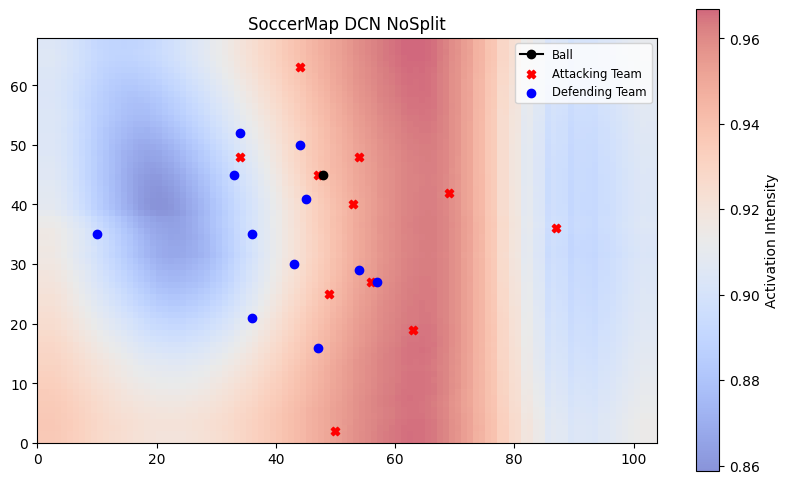 SoccerMap DCN NoSplit
Ball
Attacking Team
Defending Team
60
50
40
30
20
10
0
0 20 40 60 80 100
0.96
0.94
0.92
0.90
0.88
0.86
Activation Intensity